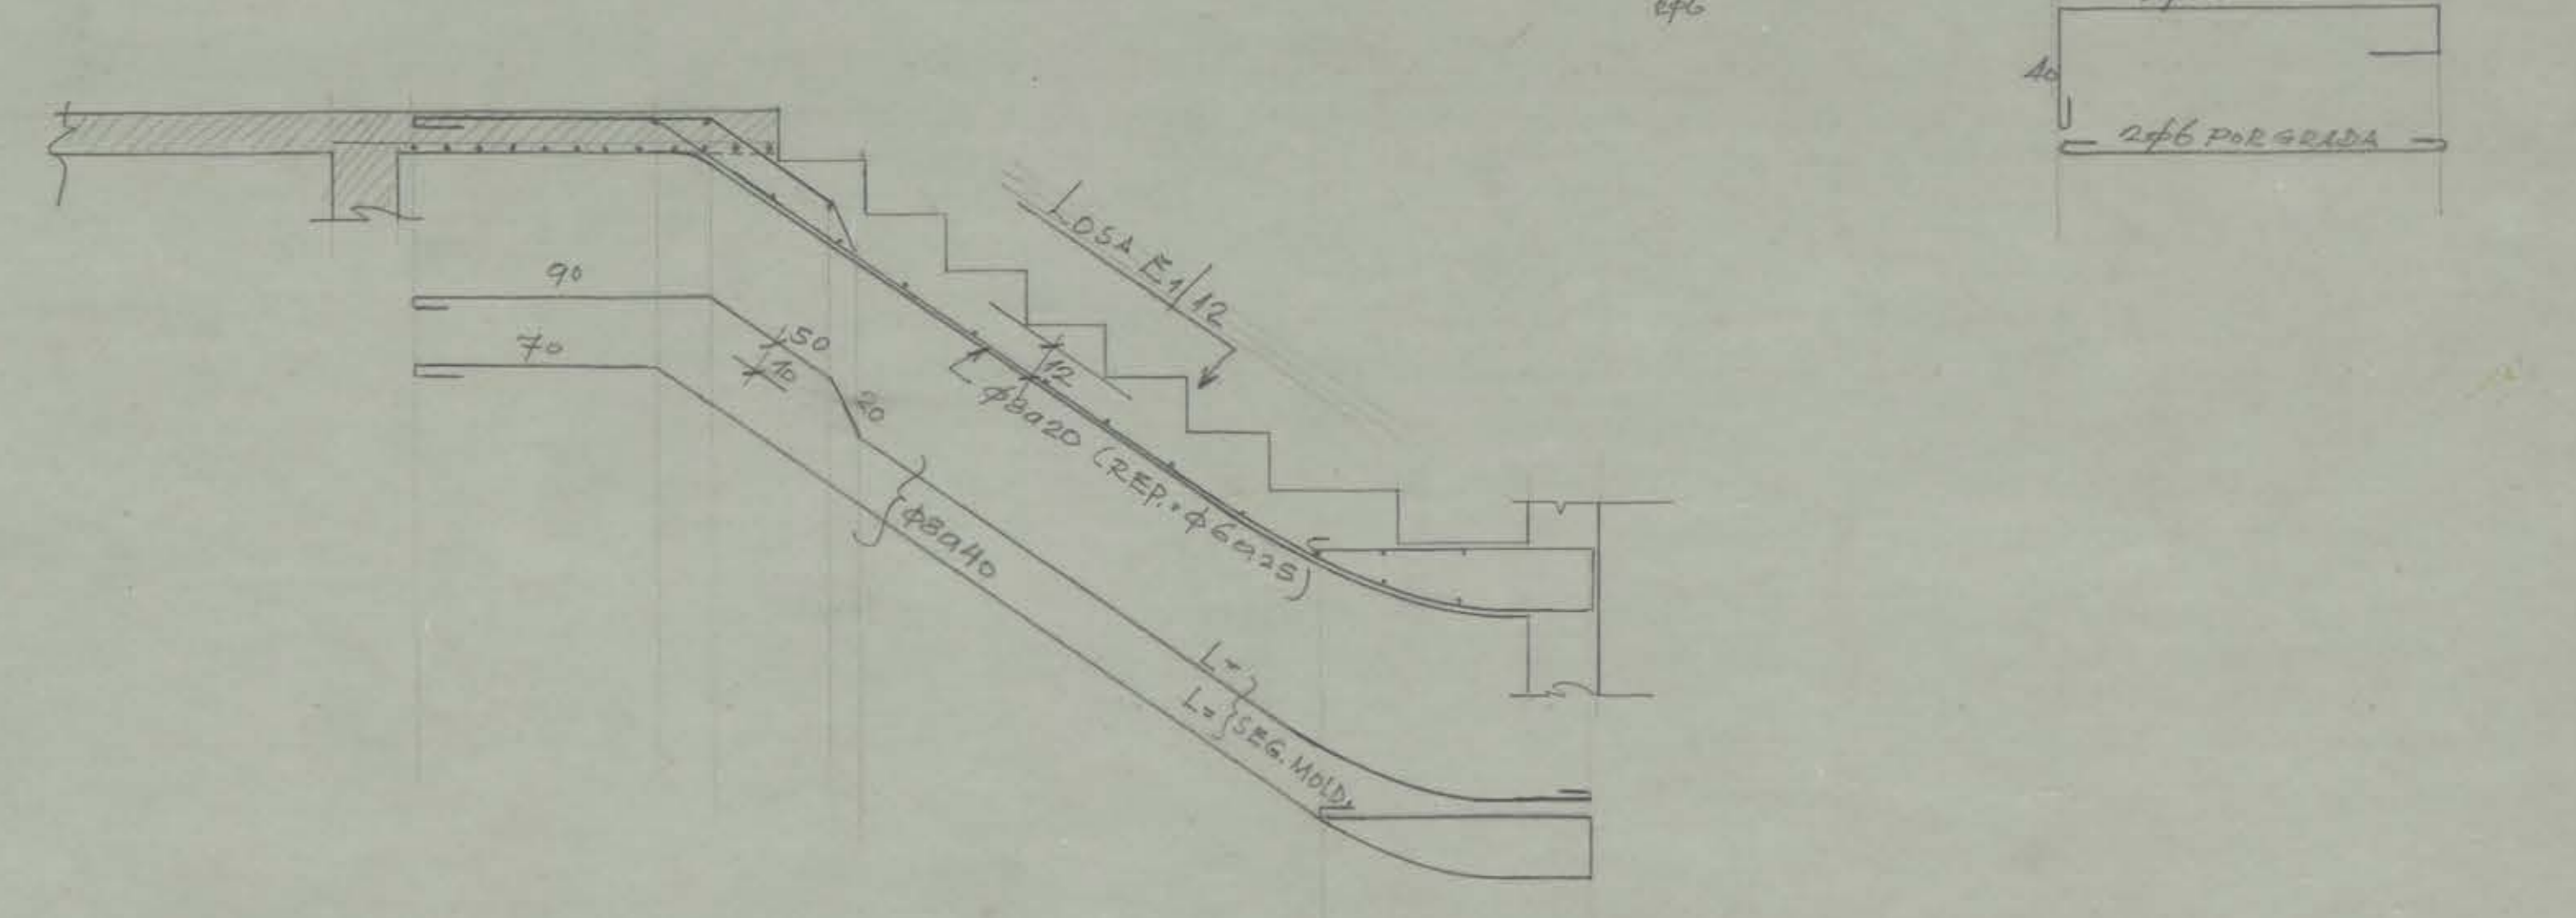 eφ6
40
2φ6 POR GRADA
LOSA E1/12
90
70
50
10
20
12
φ8a20 (REP. = φ6a25)
φ8a40
L=
L=
SEG. MOLD.